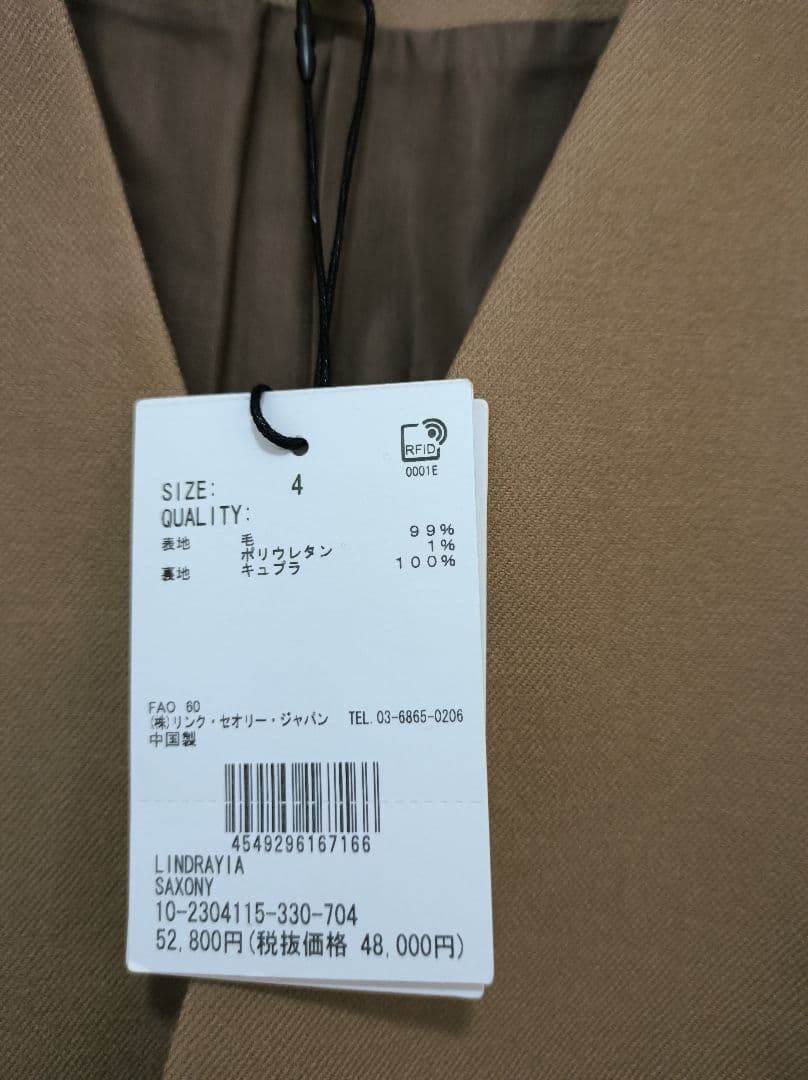 RFiD
0001E
SIZE: 4
QUALITY:
表地 毛 99%
ポリウレタン 1%
裏地 キュプラ 100%
FAO 60
(株)リンク・セオリー・ジャパン TEL.03-6865-0206
中国製
4549296167166
LINDRAYIA
SAXONY
10-2304115-330-704
52,800円(税抜価格 48,000円)